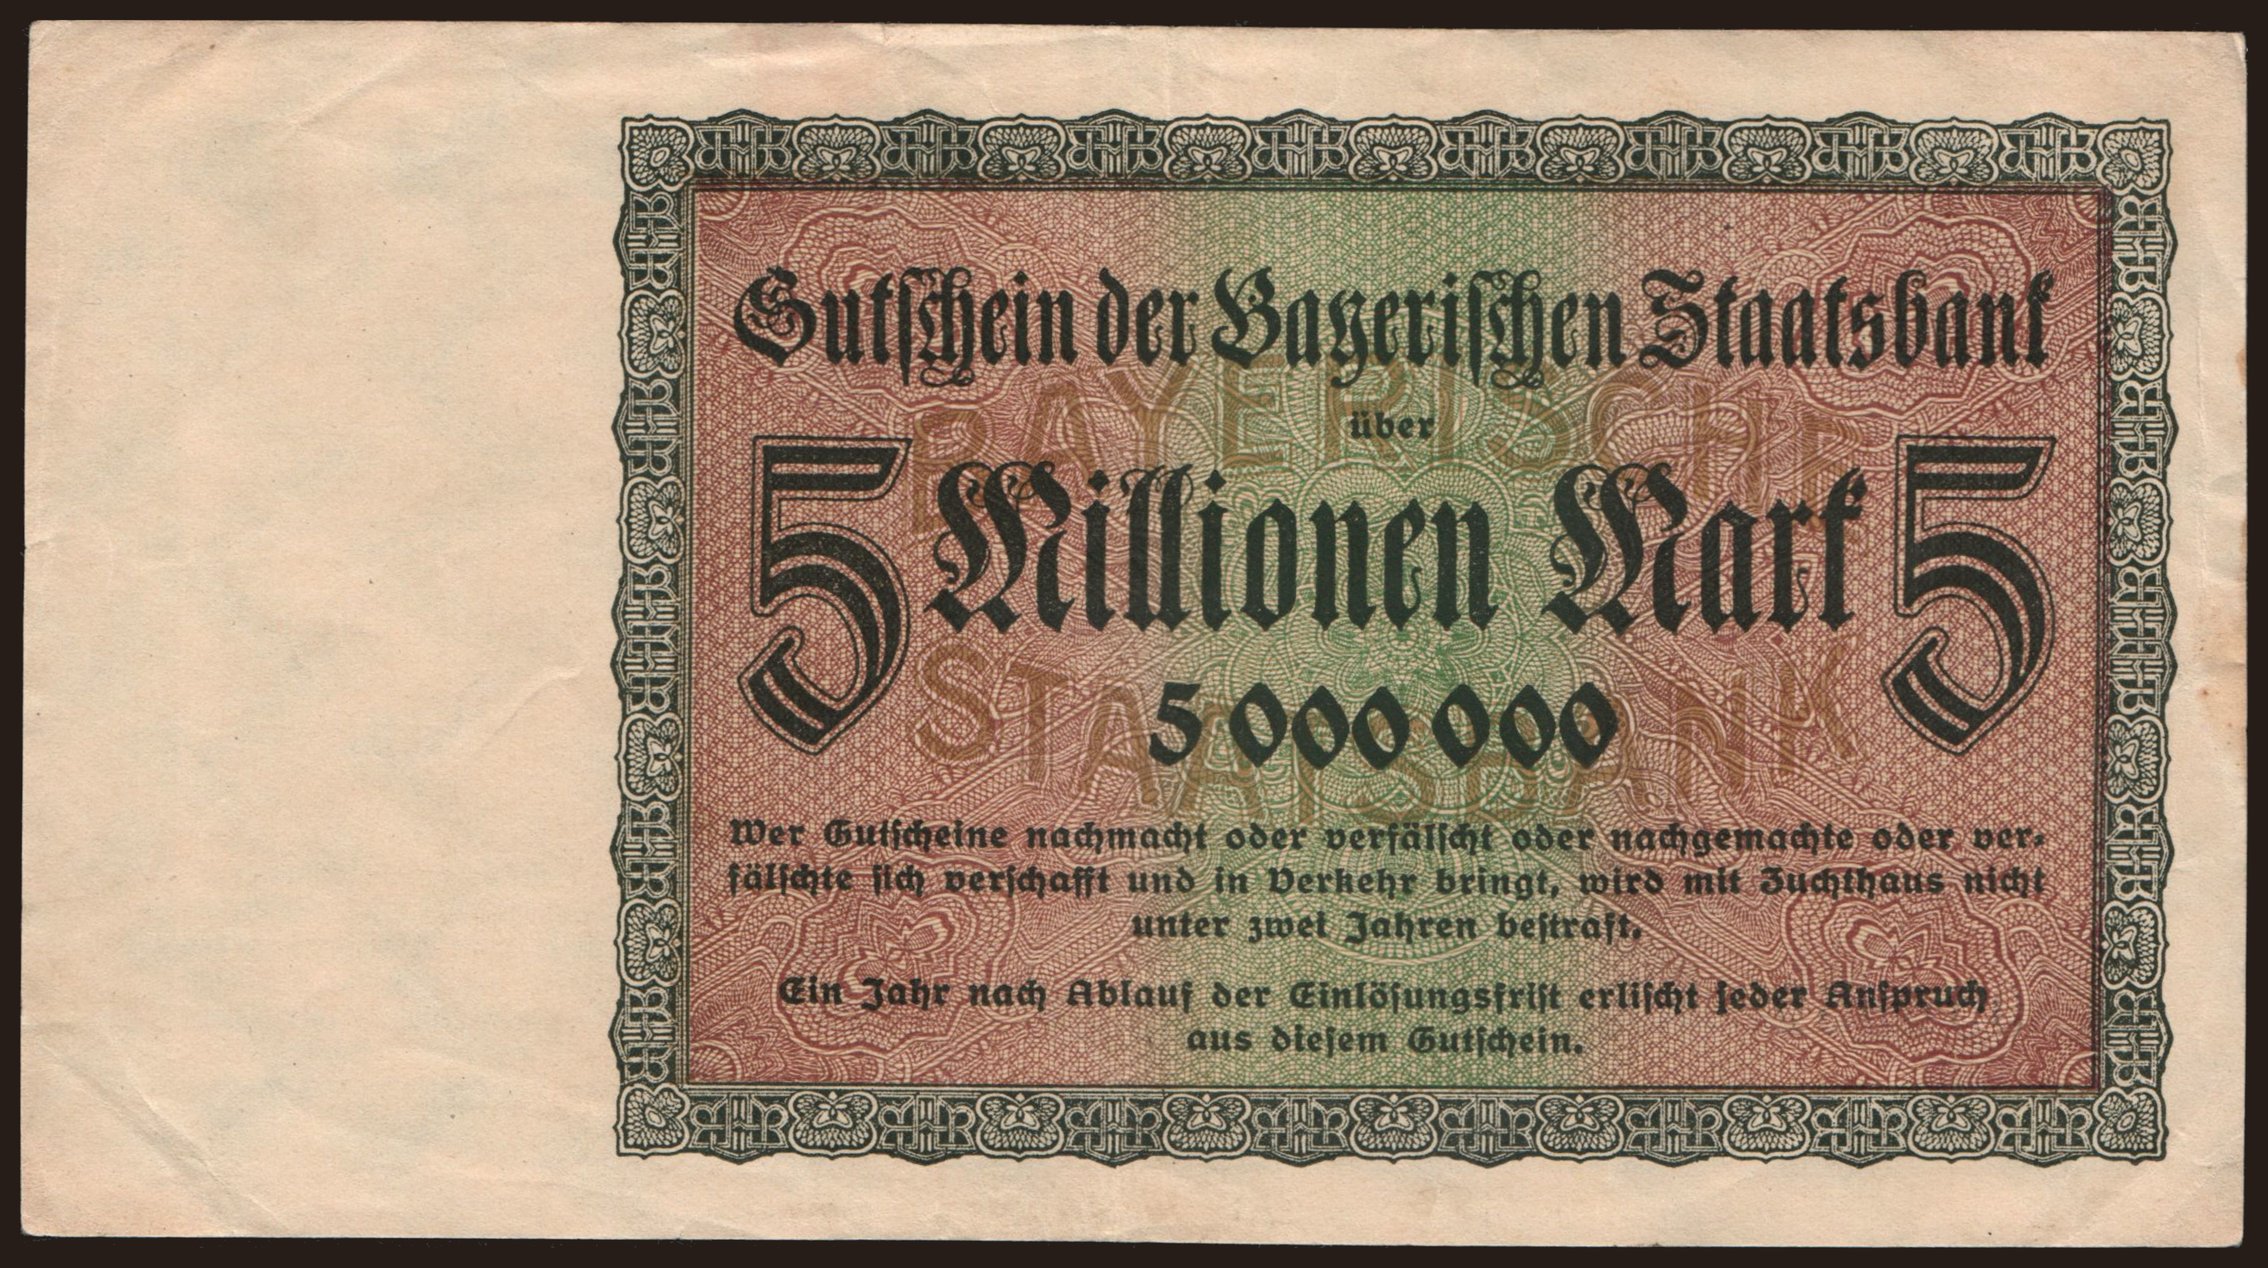 Gutschein der Bayerischen Staatsbank
über
5 Millionen Mark 5
5 000 000
BAYERISCHE
STAATSBANK
Wer Gutscheine nachmacht oder verfälscht oder nachgemachte oder ver-
fälschte sich verschafft und in Verkehr bringt, wird mit Zuchthaus nicht
unter zwei Jahren bestraft.
Ein Jahr nach Ablauf der Einlösungsfrist erlischt jeder Anspruch
aus diesem Gutschein.